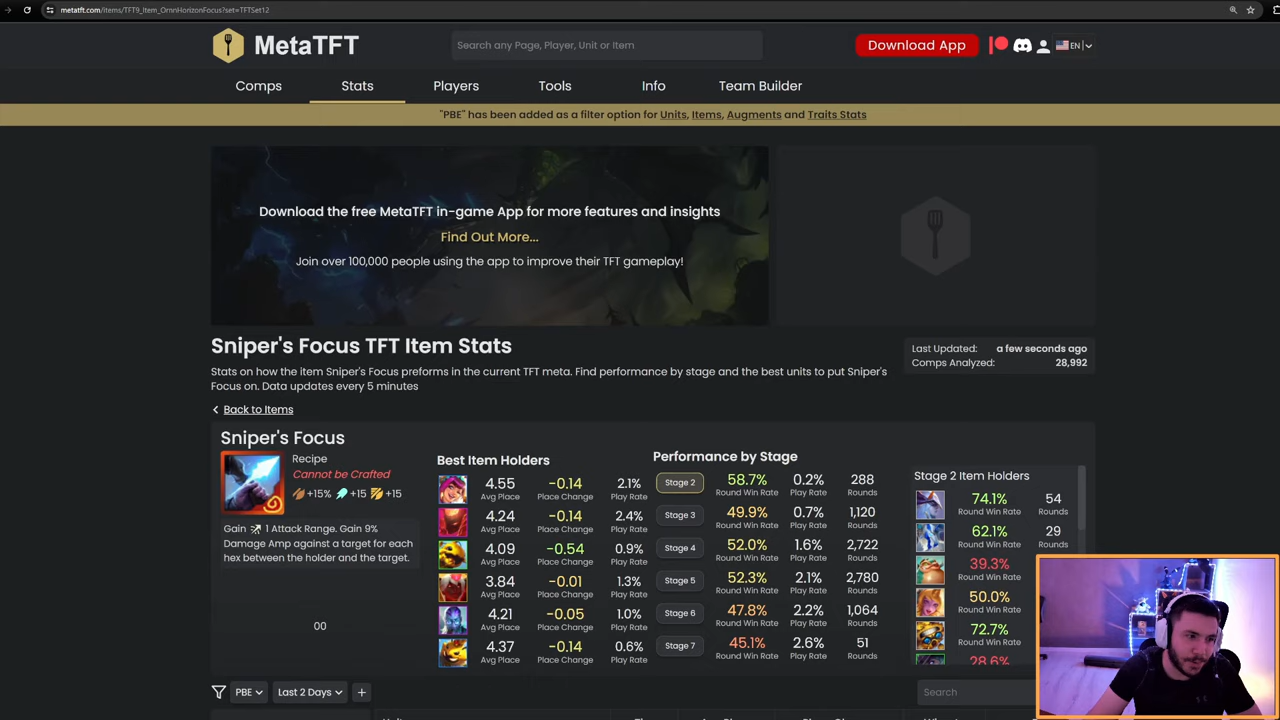 metatft.com/items/TFT9_Item_OrnnHorizonFocus?set=TFTSet12
MetaTFT
Search any Page, Player, Unit or Item
Download App
EN
Comps
Stats
Players
Tools
Info
Team Builder
"PBE" has been added as a filter option for Units, Items, Augments and Traits Stats
Download the free MetaTFT in-game App for more features and insights
Find Out More...
Join over 100,000 people using the app to improve their TFT gameplay!
Sniper's Focus TFT Item Stats
Stats on how the item Sniper's Focus preforms in the current TFT meta. Find performance by stage and the best units to put Sniper's
Focus on. Data updates every 5 minutes
Last Updated: a few seconds ago
Comps Analyzed: 28,992
Back to Items
Sniper's Focus
Recipe
Cannot be Crafted
+15% +15 +15
Gain 1 Attack Range. Gain 9%
Damage Amp against a target for each
hex between the holder and the target.
00
Best Item Holders
4.55 -0.14 2.1%
Avg Place Place Change Play Rate
4.24 -0.14 2.4%
Avg Place Place Change Play Rate
4.09 -0.54 0.9%
Avg Place Place Change Play Rate
3.84 -0.01 1.3%
Avg Place Place Change Play Rate
4.21 -0.05 1.0%
Avg Place Place Change Play Rate
4.37 -0.14 0.6%
Avg Place Place Change Play Rate
Performance by Stage
Stage 2 58.7% 0.2% 288
Round Win Rate Play Rate Rounds
Stage 3 49.9% 0.7% 1,120
Round Win Rate Play Rate Rounds
Stage 4 52.0% 1.6% 2,722
Round Win Rate Play Rate Rounds
Stage 5 52.3% 2.1% 2,780
Round Win Rate Play Rate Rounds
Stage 6 47.8% 2.2% 1,064
Round Win Rate Play Rate Rounds
Stage 7 45.1% 2.6% 51
Round Win Rate Play Rate Rounds
Stage 2 Item Holders
74.1% 54
Round Win Rate Rounds
62.1% 29
Round Win Rate Rounds
39.3%
Round Win Rate
50.0%
Round Win Rate
72.7%
Round Win Rate
28.6%
PBE
Last 2 Days
+
Search